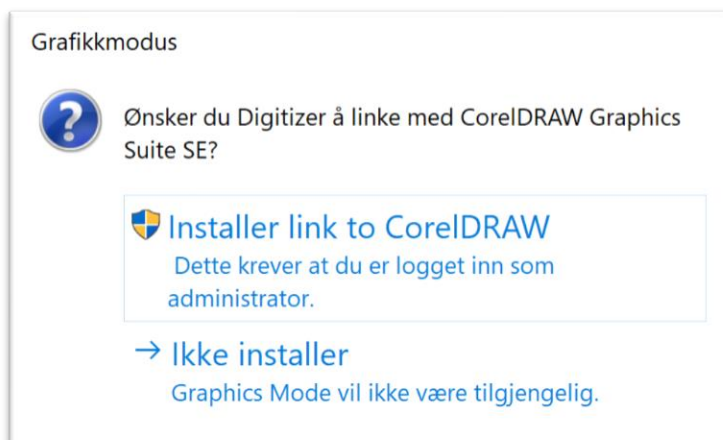 Grafikkmodus
Ønsker du Digitizer å linke med CorelDRAW Graphics
Suite SE?
Installer link to CorelDRAW
Dette krever at du er logget inn som
administrator.
Ikke installer
Graphics Mode vil ikke være tilgjengelig.